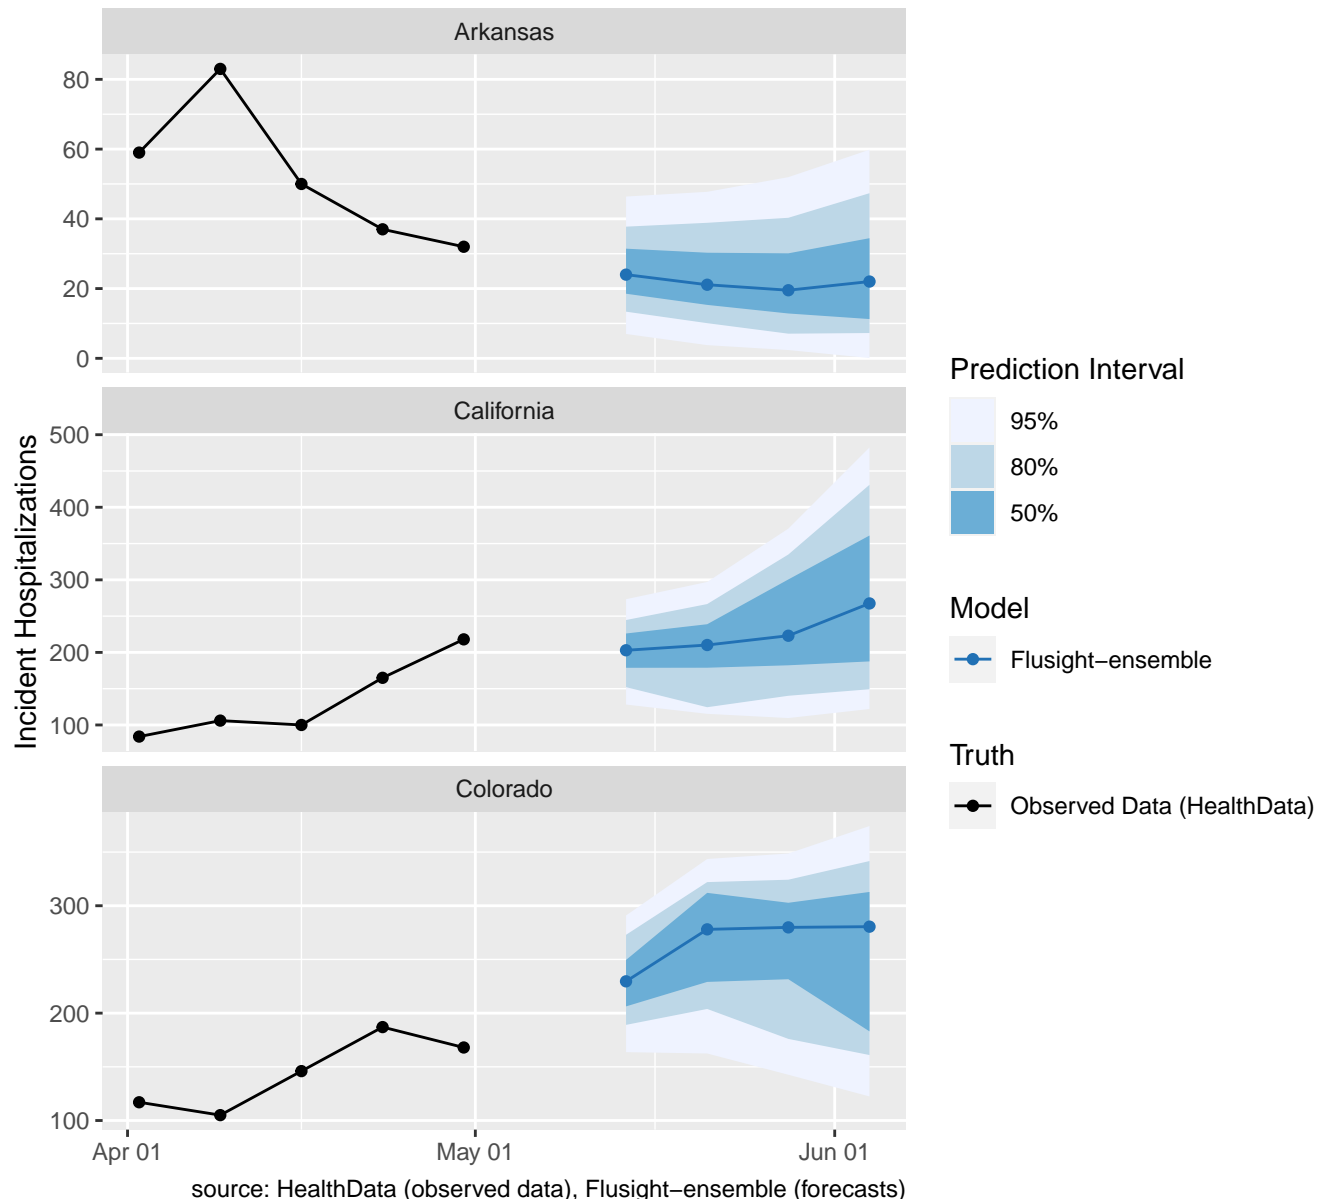 Arkansas
80
60
40
20
0
California
500
400
300
200
100
Colorado
300
200
100
Apr 01 May 01 Jun 01
Incident Hospitalizations
source: HealthData (observed data), Flusight−ensemble (forecasts)
Prediction Interval
95%
80%
50%
Model
Flusight−ensemble
Truth
Observed Data (HealthData)